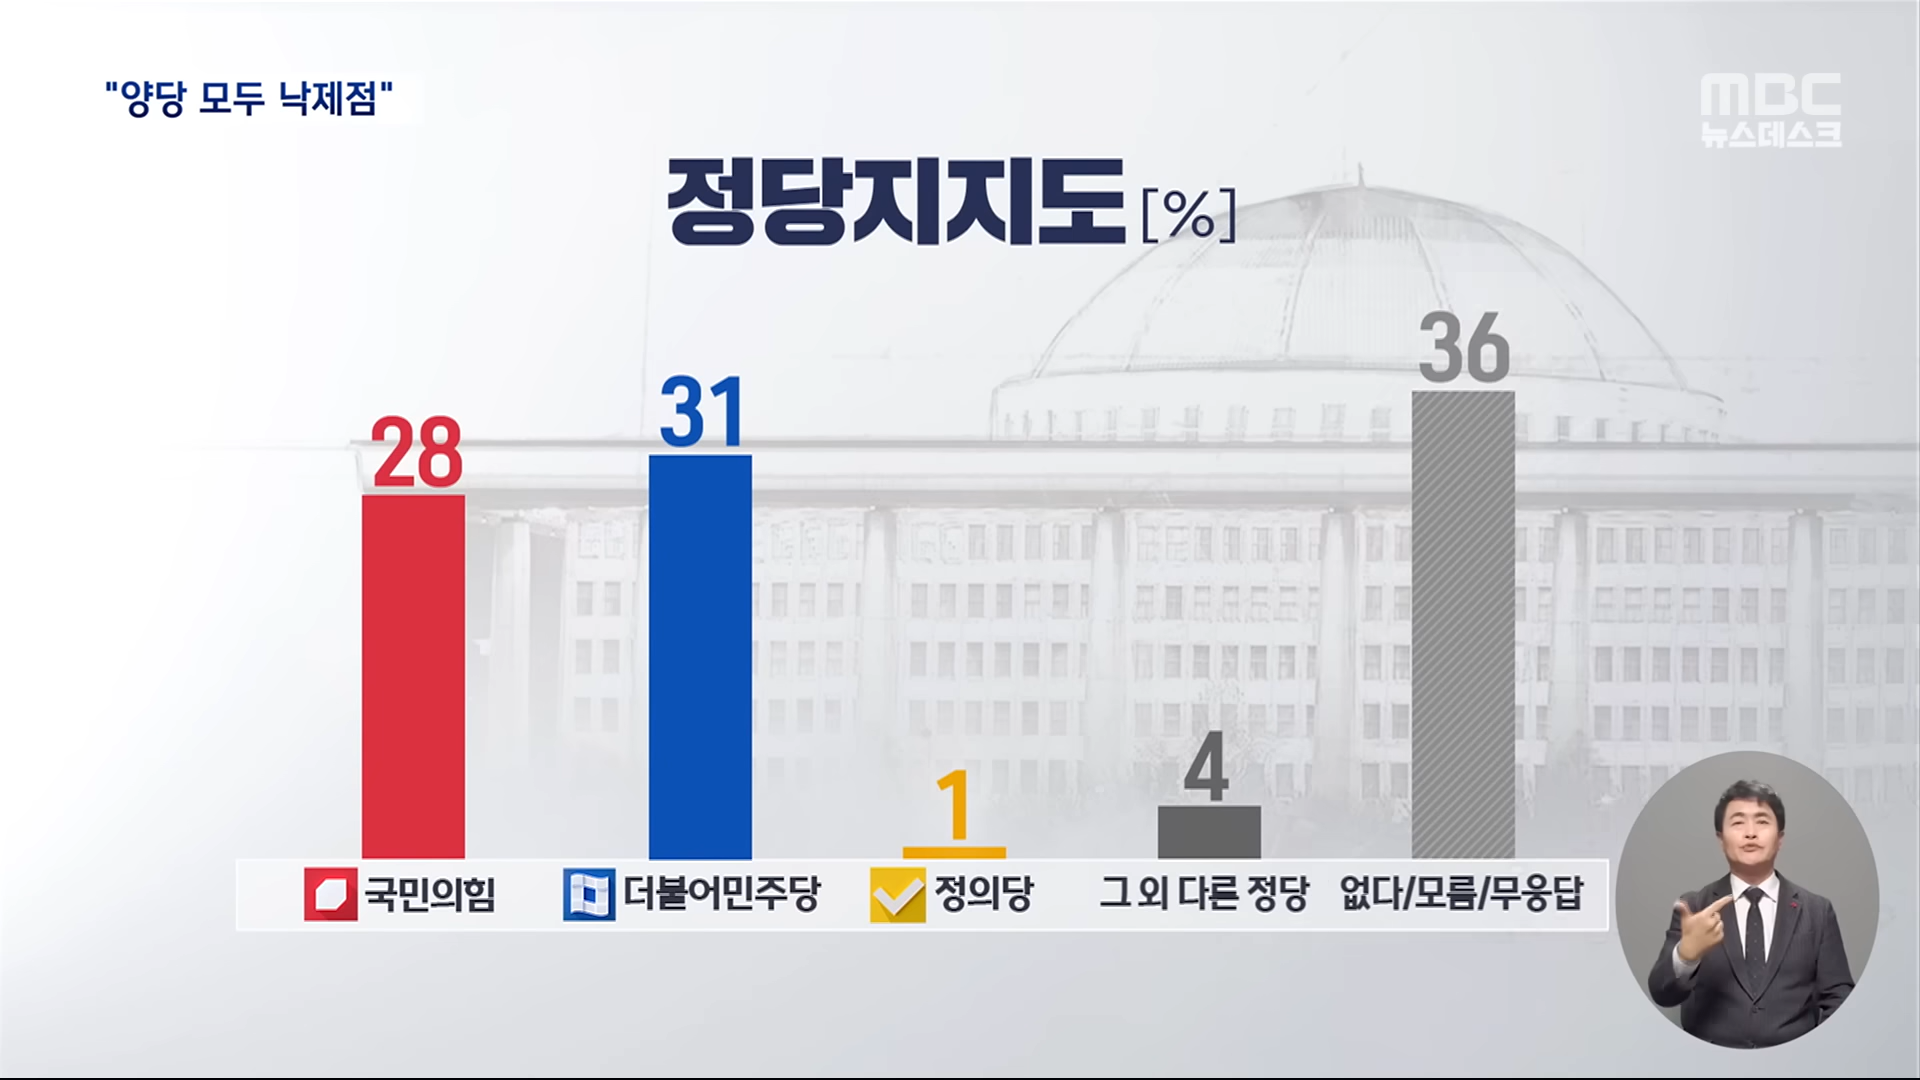 "양당 모두 낙제점"
MBC
뉴스데스크
정당지지도[%]
28
31
1
4
36
국민의힘
더불어민주당
정의당
그 외 다른 정당
없다/모름/무응답